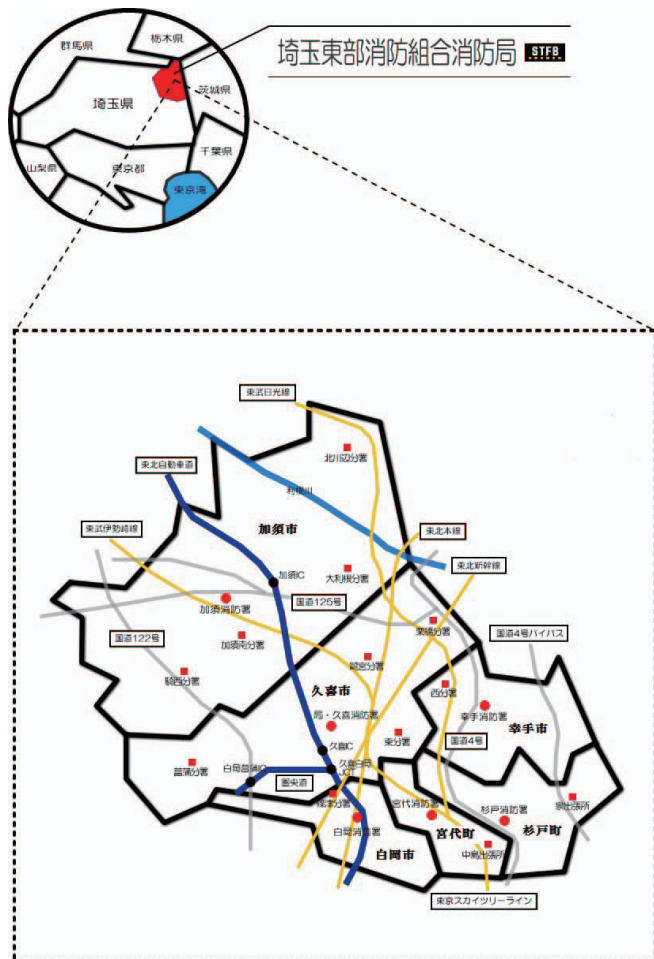 栃木県
群馬県
埼玉東部消防組合消防局
STFB
茨城県
埼玉県
千葉県
山梨県
東京都
東京湾
東武日光線
北川辺分署
東北自動車道
利根川
東武伊勢崎線
加須市
東北本線
東北新幹線
加須IC
大利根分署
加須消防署
国道125号
栗橋分署
国道4号バイパス
国道122号
加須南分署
鷲宮分署
騎西分署
久喜市
西分署
局・久喜消防署
幸手消防署
幸手市
東分署
国道4号
久喜IC
菖蒲分署
白岡菖蒲IC
久喜白岡
JCT
圏央道
篠津分署
宮代消防署
杉戸消防署
泉出張所
白岡消防署
宮代町
杉戸町
中島出張所
白岡市
東京スカイツリーライン